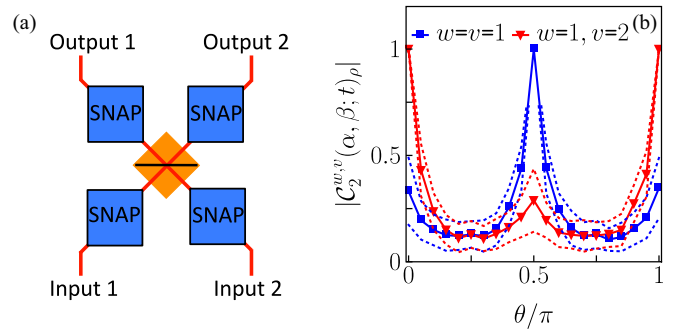 (a)
Output 1 Output 2
SNAP SNAP
SNAP SNAP
Input 1 Input 2
(b)
w=v=1 w=1, v=2
|𝒞₂^{w,v}(α, β; t)_ρ|
1
0.5
0
0 0.5 1
θ/π